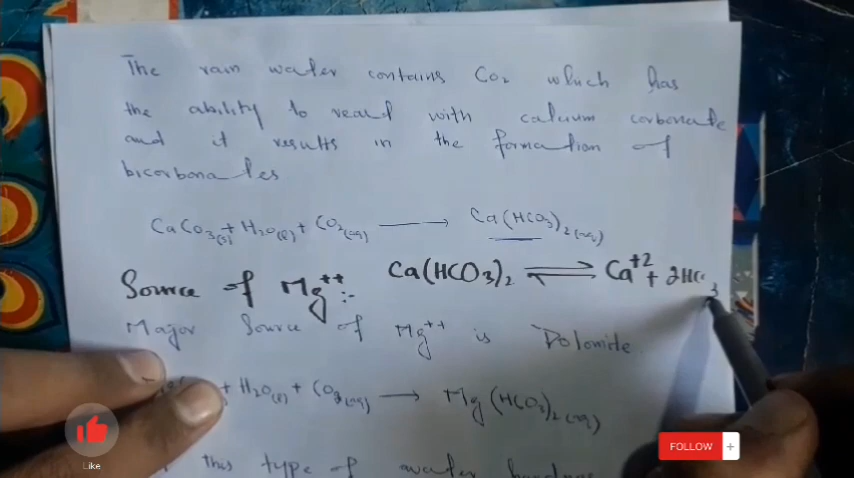 The rain water contains CO2 which has
the ability to react with calcium carbonate
and it results in the formation of
bicarbonates
CaCO3(s) + H2O(l) + CO2(aq) ⟶ Ca(HCO3)2(aq)
Source of Mg++ :- Ca(HCO3)2 ⇌ Ca+2 + 2HCO3
Major Source of Mg++ is Dolomite
+ H2O(l) + CO2(aq) ⟶ Mg(HCO3)2(aq)
this type of water hardness
Like
FOLLOW +